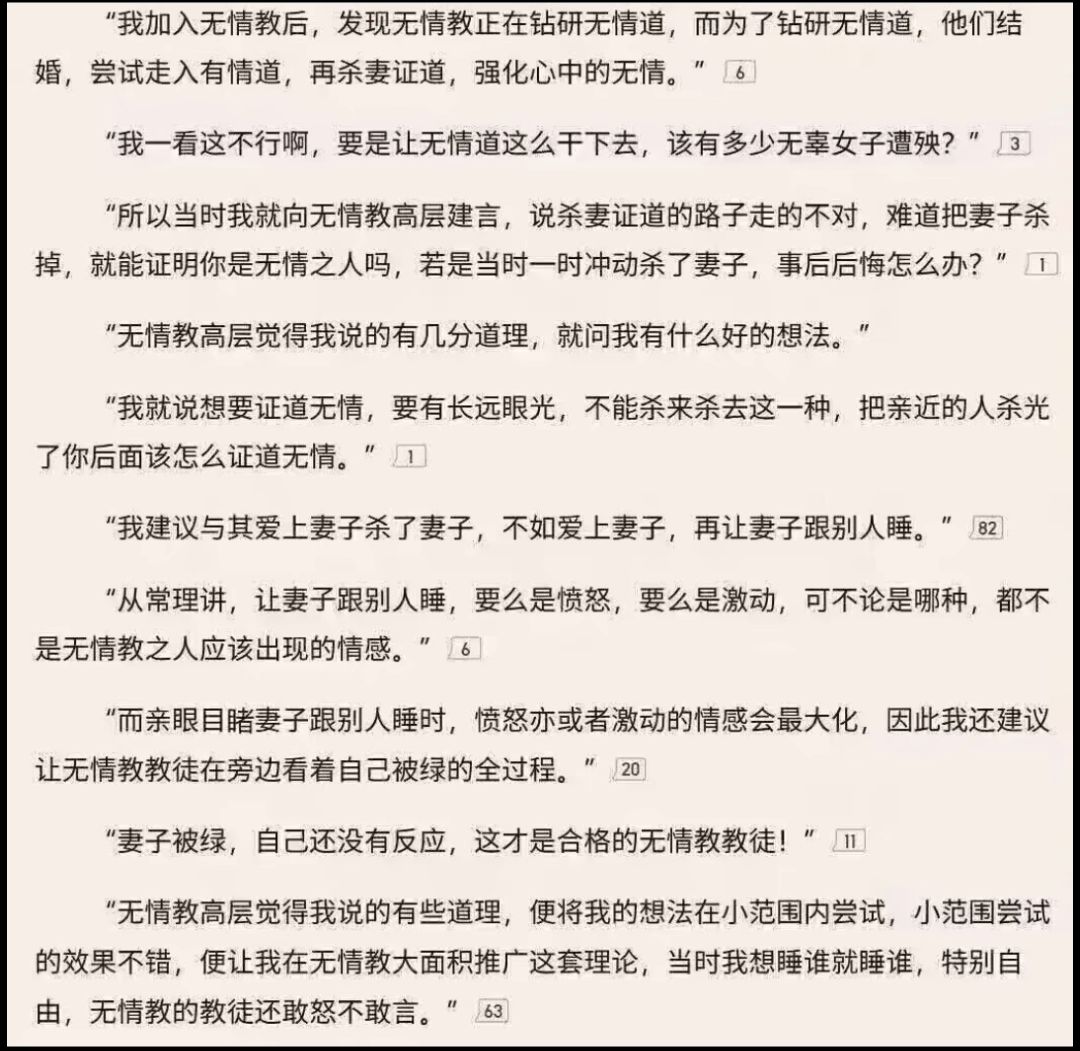 “我加入无情教后，发现无情教正在钻研无情道，而为了钻研无情道，他们结
婚，尝试走入有情道，再杀妻证道，强化心中的无情。” 6
“我一看这不行啊，要是让无情道这么干下去，该有多少无辜女子遭殃？” 3
“所以当时我就向无情教高层建言，说杀妻证道的路子走的不对，难道把妻子杀
掉，就能证明你是无情之人吗，若是当时一时冲动杀了妻子，事后后悔怎么办？” 1
“无情教高层觉得我说的有几分道理，就问我有什么好的想法。”
“我就说想要证道无情，要有长远眼光，不能杀来杀去这一种，把亲近的人杀光
了你后面该怎么证道无情。” 1
“我建议与其爱上妻子杀了妻子，不如爱上妻子，再让妻子跟别人睡。” 82
“从常理讲，让妻子跟别人睡，要么是愤怒，要么是激动，可不论是哪种，都不
是无情教之人应该出现的情感。” 6
“而亲眼目睹妻子跟别人睡时，愤怒亦或者激动的情感会最大化，因此我还建议
让无情教教徒在旁边看着自己被绿的全过程。” 20
“妻子被绿，自己还没有反应，这才是合格的无情教教徒！” 11
“无情教高层觉得我说的有些道理，便将我的想法在小范围内尝试，小范围尝试
的效果不错，便让我在无情教大面积推广这套理论，当时我想睡谁就睡谁，特别自
由，无情教的教徒还敢怒不敢言。” 63